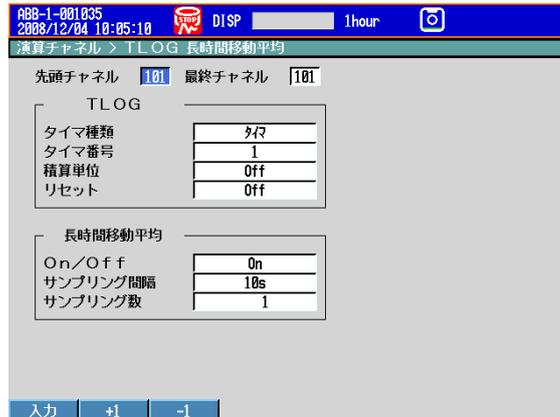 ABB-1-001035
2008/12/04 10:05:10 STOP DISP 1hour
演算チャネル > TLOG 長時間移動平均
先頭チャネル 101 最終チャネル 101
TLOG
タイマ種類 ﾀｲﾏ
タイマ番号 1
積算単位 Off
リセット Off
長時間移動平均
On/Off On
サンプリング間隔 10s
サンプリング数 1
入力 +1 -1